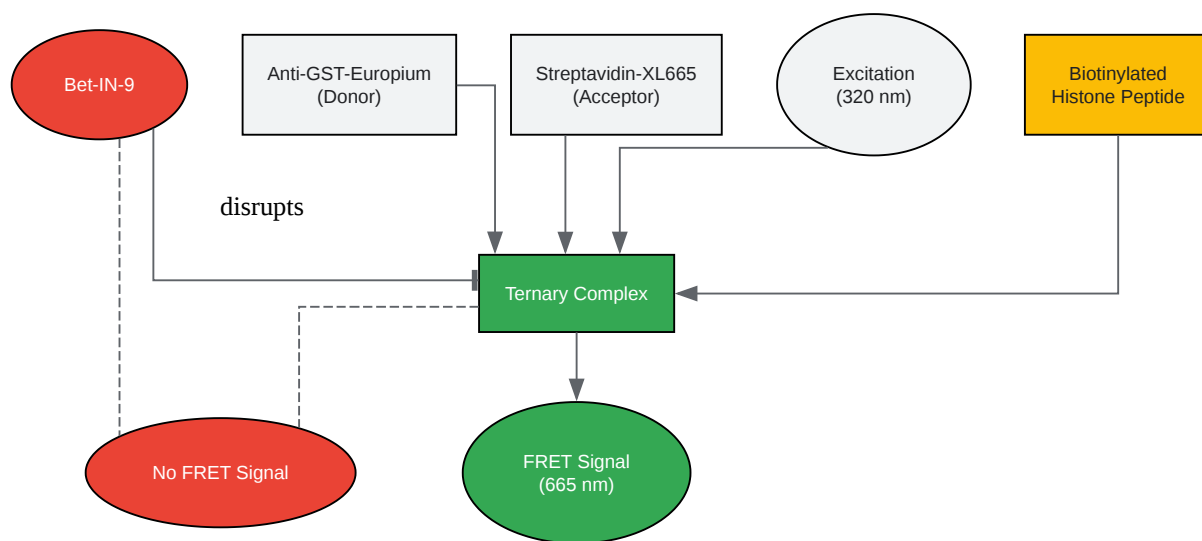 Bet-IN-9
Anti-GST-Europium
(Donor)
Streptavidin-XL665
(Acceptor)
Excitation
(320 nm)
Biotinylated
Histone Peptide
disrupts
Ternary Complex
No FRET Signal
FRET Signal
(665 nm)